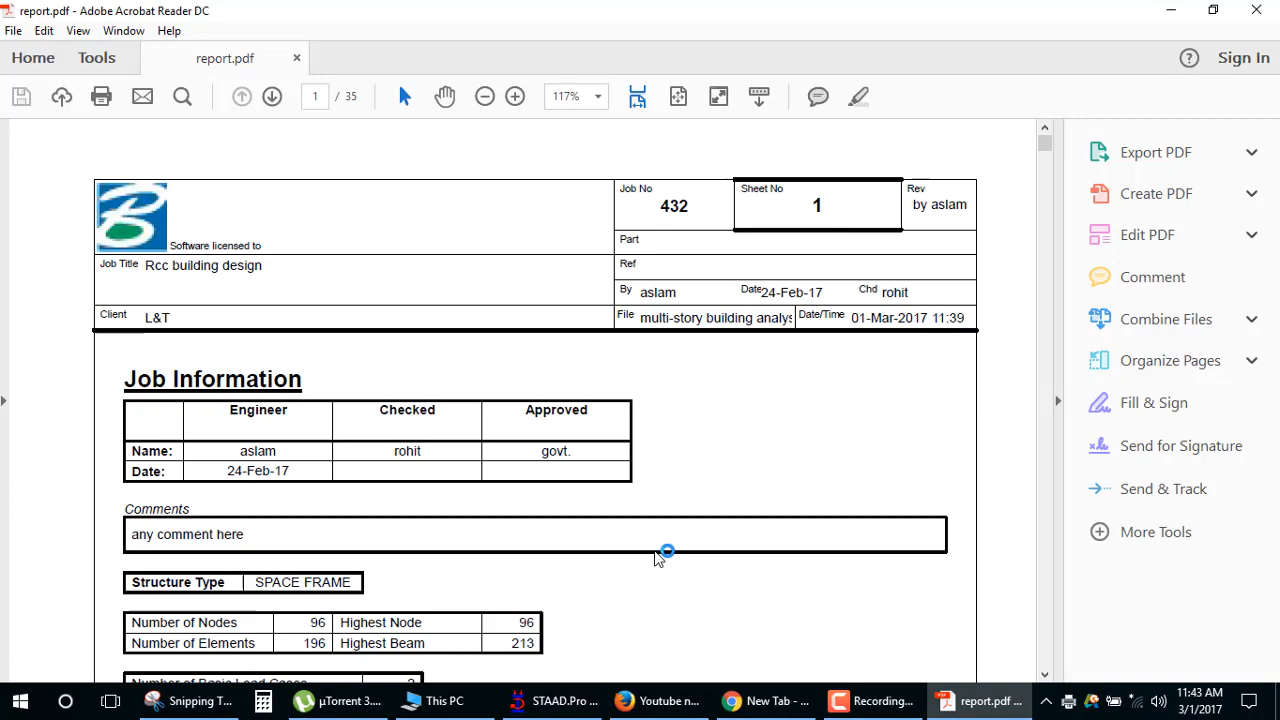 report.pdf - Adobe Acrobat Reader DC
File Edit View Window Help
Home Tools report.pdf × ? Sign In
1 / 35 117%
Export PDF
Create PDF
Edit PDF
Comment
Combine Files
Organize Pages
Fill & Sign
Send for Signature
Send & Track
More Tools
Software licensed to
Job No 432 Sheet No 1 Rev by aslam
Part
Job Title Rcc building design Ref
By aslam Date 24-Feb-17 Chd rohit
Client L&T File multi-story building analys Date/Time 01-Mar-2017 11:39
Job Information
Engineer Checked Approved
Name: aslam rohit govt.
Date: 24-Feb-17
Comments
any comment here
Structure Type SPACE FRAME
Number of Nodes 96 Highest Node 96
Number of Elements 196 Highest Beam 213
Number of Basic Load Cases 2
Snipping T... µTorrent 3.... This PC STAAD.Pro ... Youtube n... New Tab - ... Recording... report.pdf ... 11:43 AM
3/1/2017